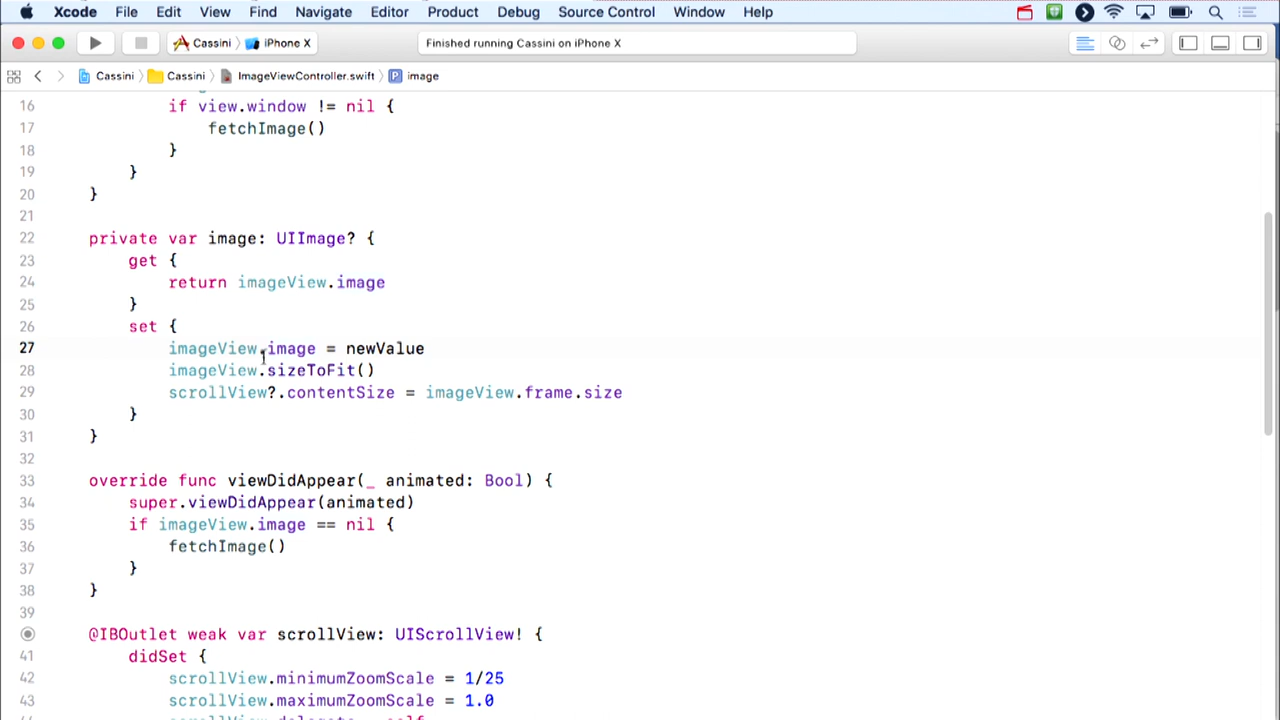 Xcode File Edit View Find Navigate Editor Product Debug Source Control Window Help
Cassini iPhone X Finished running Cassini on iPhone X
Cassini Cassini ImageViewController.swift P image
16 if view.window != nil {
17 fetchImage()
18 }
19 }
20 }
21
22 private var image: UIImage? {
23 get {
24 return imageView.image
25 }
26 set {
27 imageView.image = newValue
28 imageView.sizeToFit()
29 scrollView?.contentSize = imageView.frame.size
30 }
31 }
32
33 override func viewDidAppear(_ animated: Bool) {
34 super.viewDidAppear(animated)
35 if imageView.image == nil {
36 fetchImage()
37 }
38 }
39
@IBOutlet weak var scrollView: UIScrollView! {
41 didSet {
42 scrollView.minimumZoomScale = 1/25
43 scrollView.maximumZoomScale = 1.0